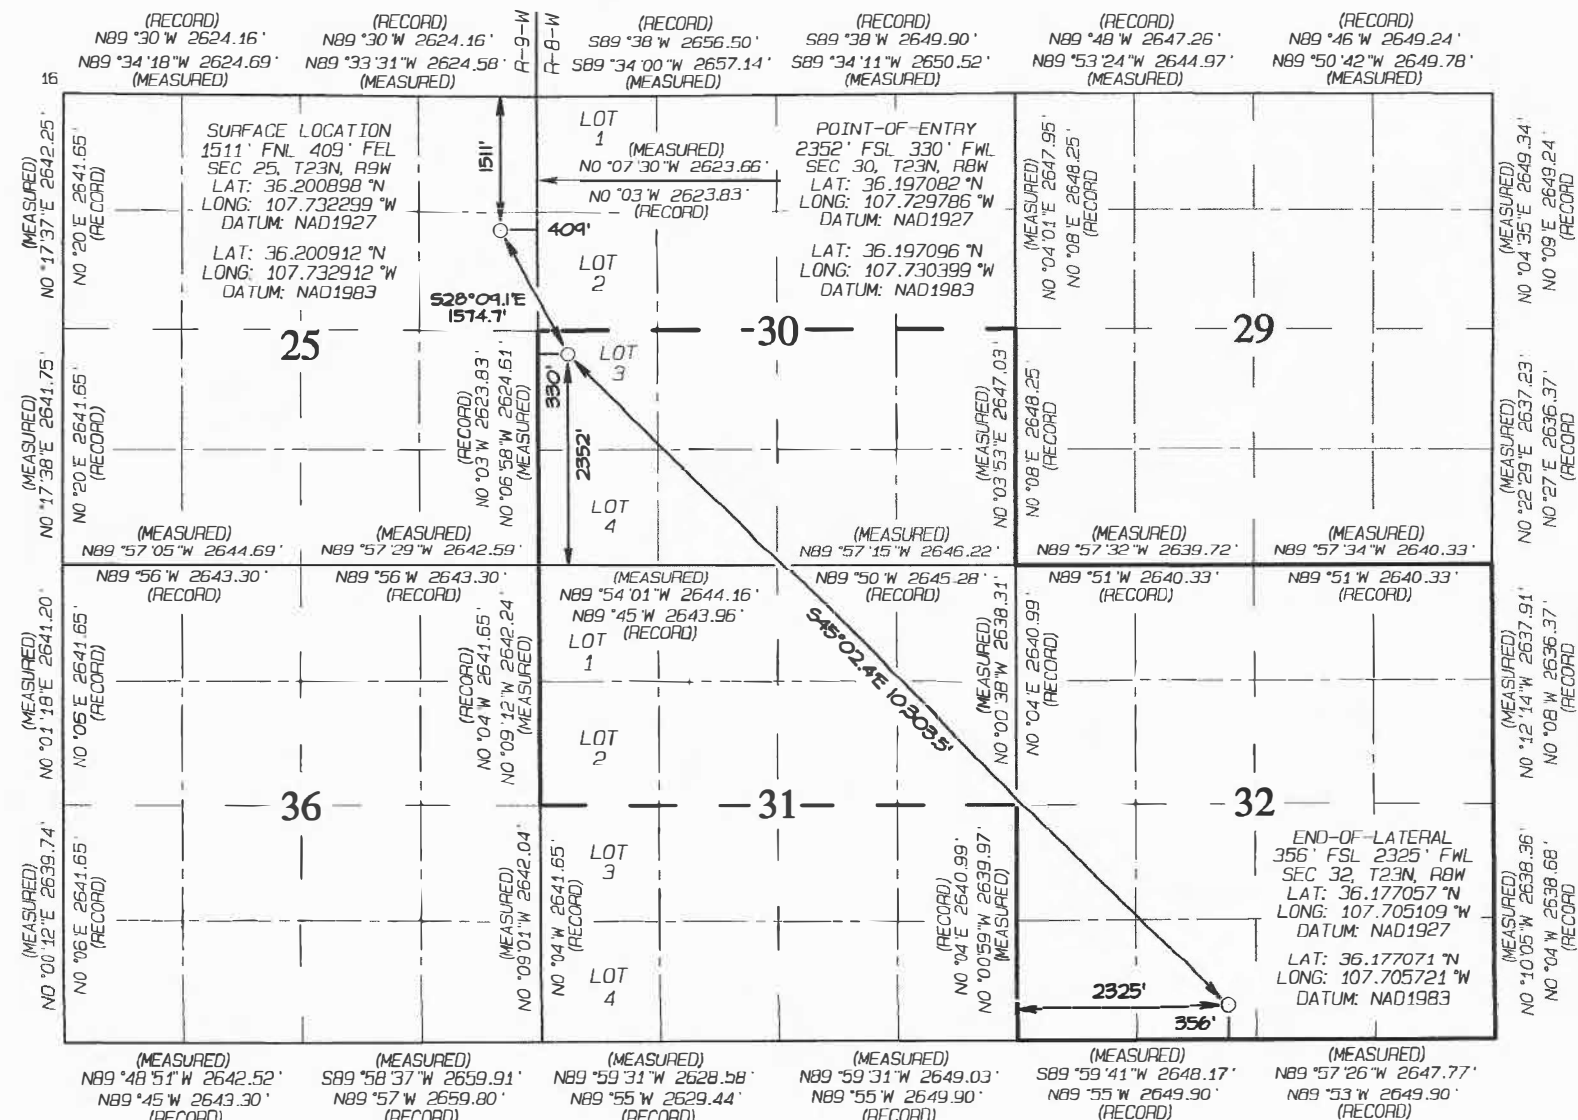 (RECORD)
N89°30'W 2624.16'
N89°34'18"W 2624.69'
(MEASURED)
(RECORD)
N89°30'W 2624.16'
N89°33'31"W 2624.58'
(MEASURED)
R-9-W
R-8-W
(RECORD)
S89°38'W 2656.50'
S89°34'00"W 2657.14'
(MEASURED)
(RECORD)
S89°38'W 2649.90'
S89°34'11"W 2650.52'
(MEASURED)
(RECORD)
N89°48'W 2647.26'
N89°53'24"W 2644.97'
(MEASURED)
(RECORD)
N89°46'W 2649.24'
N89°50'42"W 2649.78'
(MEASURED)
16
(MEASURED)
N0°17'37"E 2642.25'
N0°20'E 2641.65'
(RECORD)
SURFACE LOCATION
1511' FNL 409' FEL
SEC 25, T23N, R9W
LAT: 36.200898°N
LONG: 107.732299°W
DATUM: NAD1927
LAT: 36.200912°N
LONG: 107.732912°W
DATUM: NAD1983
1511'
409'
LOT
1
(MEASURED)
N0°07'30"W 2623.66'
N0°03'W 2623.83'
(RECORD)
LOT
2
POINT-OF-ENTRY
2352' FSL 330' FWL
SEC 30, T23N, R8W
LAT: 36.197082°N
LONG: 107.729786°W
DATUM: NAD1927
LAT: 36.197096°N
LONG: 107.730399°W
DATUM: NAD1983
(MEASURED)
N0°04'01"E 2647.95'
N0°08'E 2648.25'
(RECORD)
(MEASURED)
N0°04'35"E 2649.34'
N0°09'E 2649.24'
(RECORD
S28°09.1'E
1574.7'
25
30
29
(MEASURED)
N0°17'38"E 2641.75'
N0°20'E 2641.65'
(RECORD)
(RECORD)
N0°03'W 2623.83'
N0°06'58"W 2624.61'
(MEASURED)
330'
LOT
3
2352'
LOT
4
(MEASURED)
N0°03'53"E 2647.03'
N0°08'E 2648.25'
(RECORD)
(MEASURED)
N0°22'29"E 2637.23'
N0°27'E 2636.37'
(RECORD
(MEASURED)
N89°57'05"W 2644.69'
(MEASURED)
N89°57'29"W 2642.59'
(MEASURED)
N89°57'15"W 2646.22'
(MEASURED)
N89°57'32"W 2639.72'
(MEASURED)
N89°57'34"W 2640.33'
N89°56'W 2643.30'
(RECORD)
N89°56'W 2643.30'
(RECORD)
(MEASURED)
N89°54'01"W 2644.16'
N89°45'W 2643.96'
(RECORD)
N89°50'W 2645.28'
(RECORD)
N89°51'W 2640.33'
(RECORD)
N89°51'W 2640.33'
(RECORD)
(MEASURED)
N0°01'18"E 2641.20'
N0°06'E 2641.65'
(RECORD)
(RECORD)
N0°04'W 2641.65'
N0°09'12"W 2642.24'
(MEASURED)
LOT
1
LOT
2
S45°02.4'E 10303.5'
(MEASURED)
N0°00'38"W 2638.31'
N0°04'E 2640.99'
(RECORD)
(MEASURED)
N0°12'14"W 2637.91'
N0°08'W 2636.37'
(RECORD
36
31
32
(MEASURED)
N0°00'12"E 2639.74'
N0°06'E 2641.65'
(RECORD)
(MEASURED)
N0°09'01"W 2642.04'
N0°04'W 2641.65'
(RECORD)
LOT
3
LOT
4
(RECORD)
N0°04'E 2640.99'
N0°00'59"W 2639.97'
(MEASURED)
END-OF-LATERAL
356' FSL 2325' FWL
SEC 32, T23N, R8W
LAT: 36.177057°N
LONG: 107.705109°W
DATUM: NAD1927
LAT: 36.177071°N
LONG: 107.705721°W
DATUM: NAD1983
(MEASURED)
N0°10'05"W 2638.36'
N0°04'W 2638.68'
(RECORD
2325'
356'
(MEASURED)
N89°48'51"W 2642.52'
N89°45'W 2643.30'
(RECORD)
(MEASURED)
S89°58'37"W 2659.91'
N89°57'W 2659.80'
(RECORD)
(MEASURED)
N89°59'31"W 2628.58'
N89°55'W 2629.44'
(RECORD)
(MEASURED)
N89°59'31"W 2649.03'
N89°55'W 2649.90'
(RECORD)
(MEASURED)
S89°59'41"W 2648.17'
N89°55'W 2649.90'
(RECORD)
(MEASURED)
N89°57'26"W 2647.77'
N89°53'W 2649.90'
(RECORD)